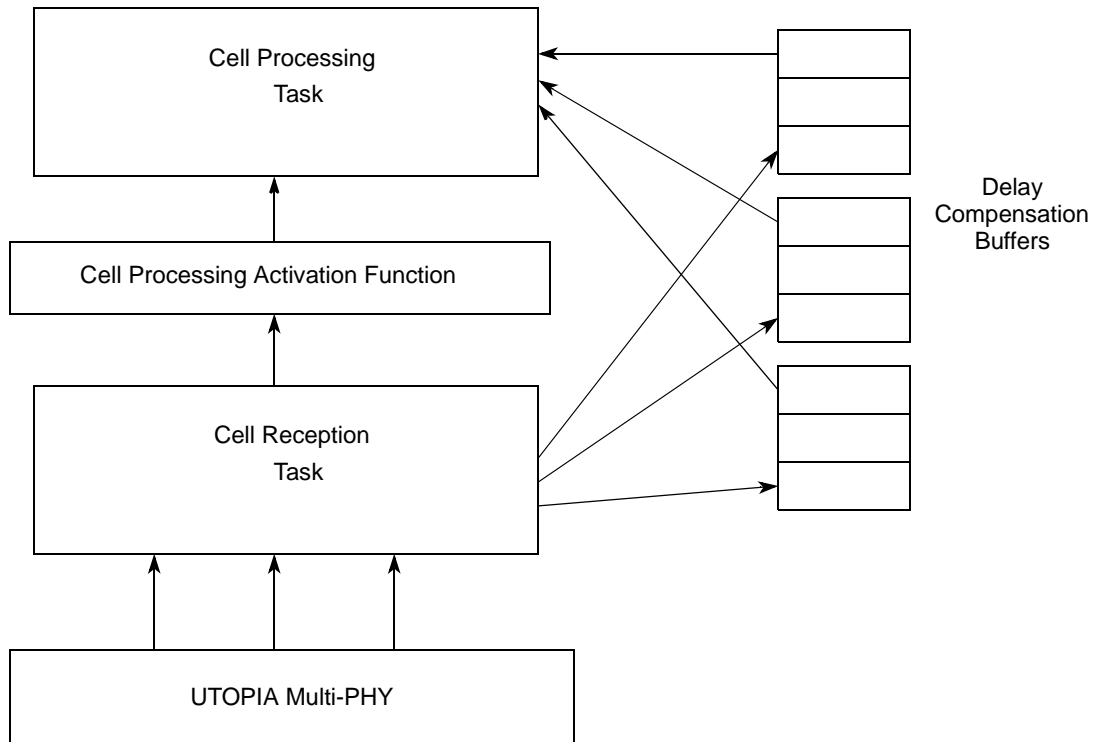 Cell Processing
Task
Delay
Compensation
Buffers
Cell Processing Activation Function
Cell Reception
Task
UTOPIA Multi-PHY